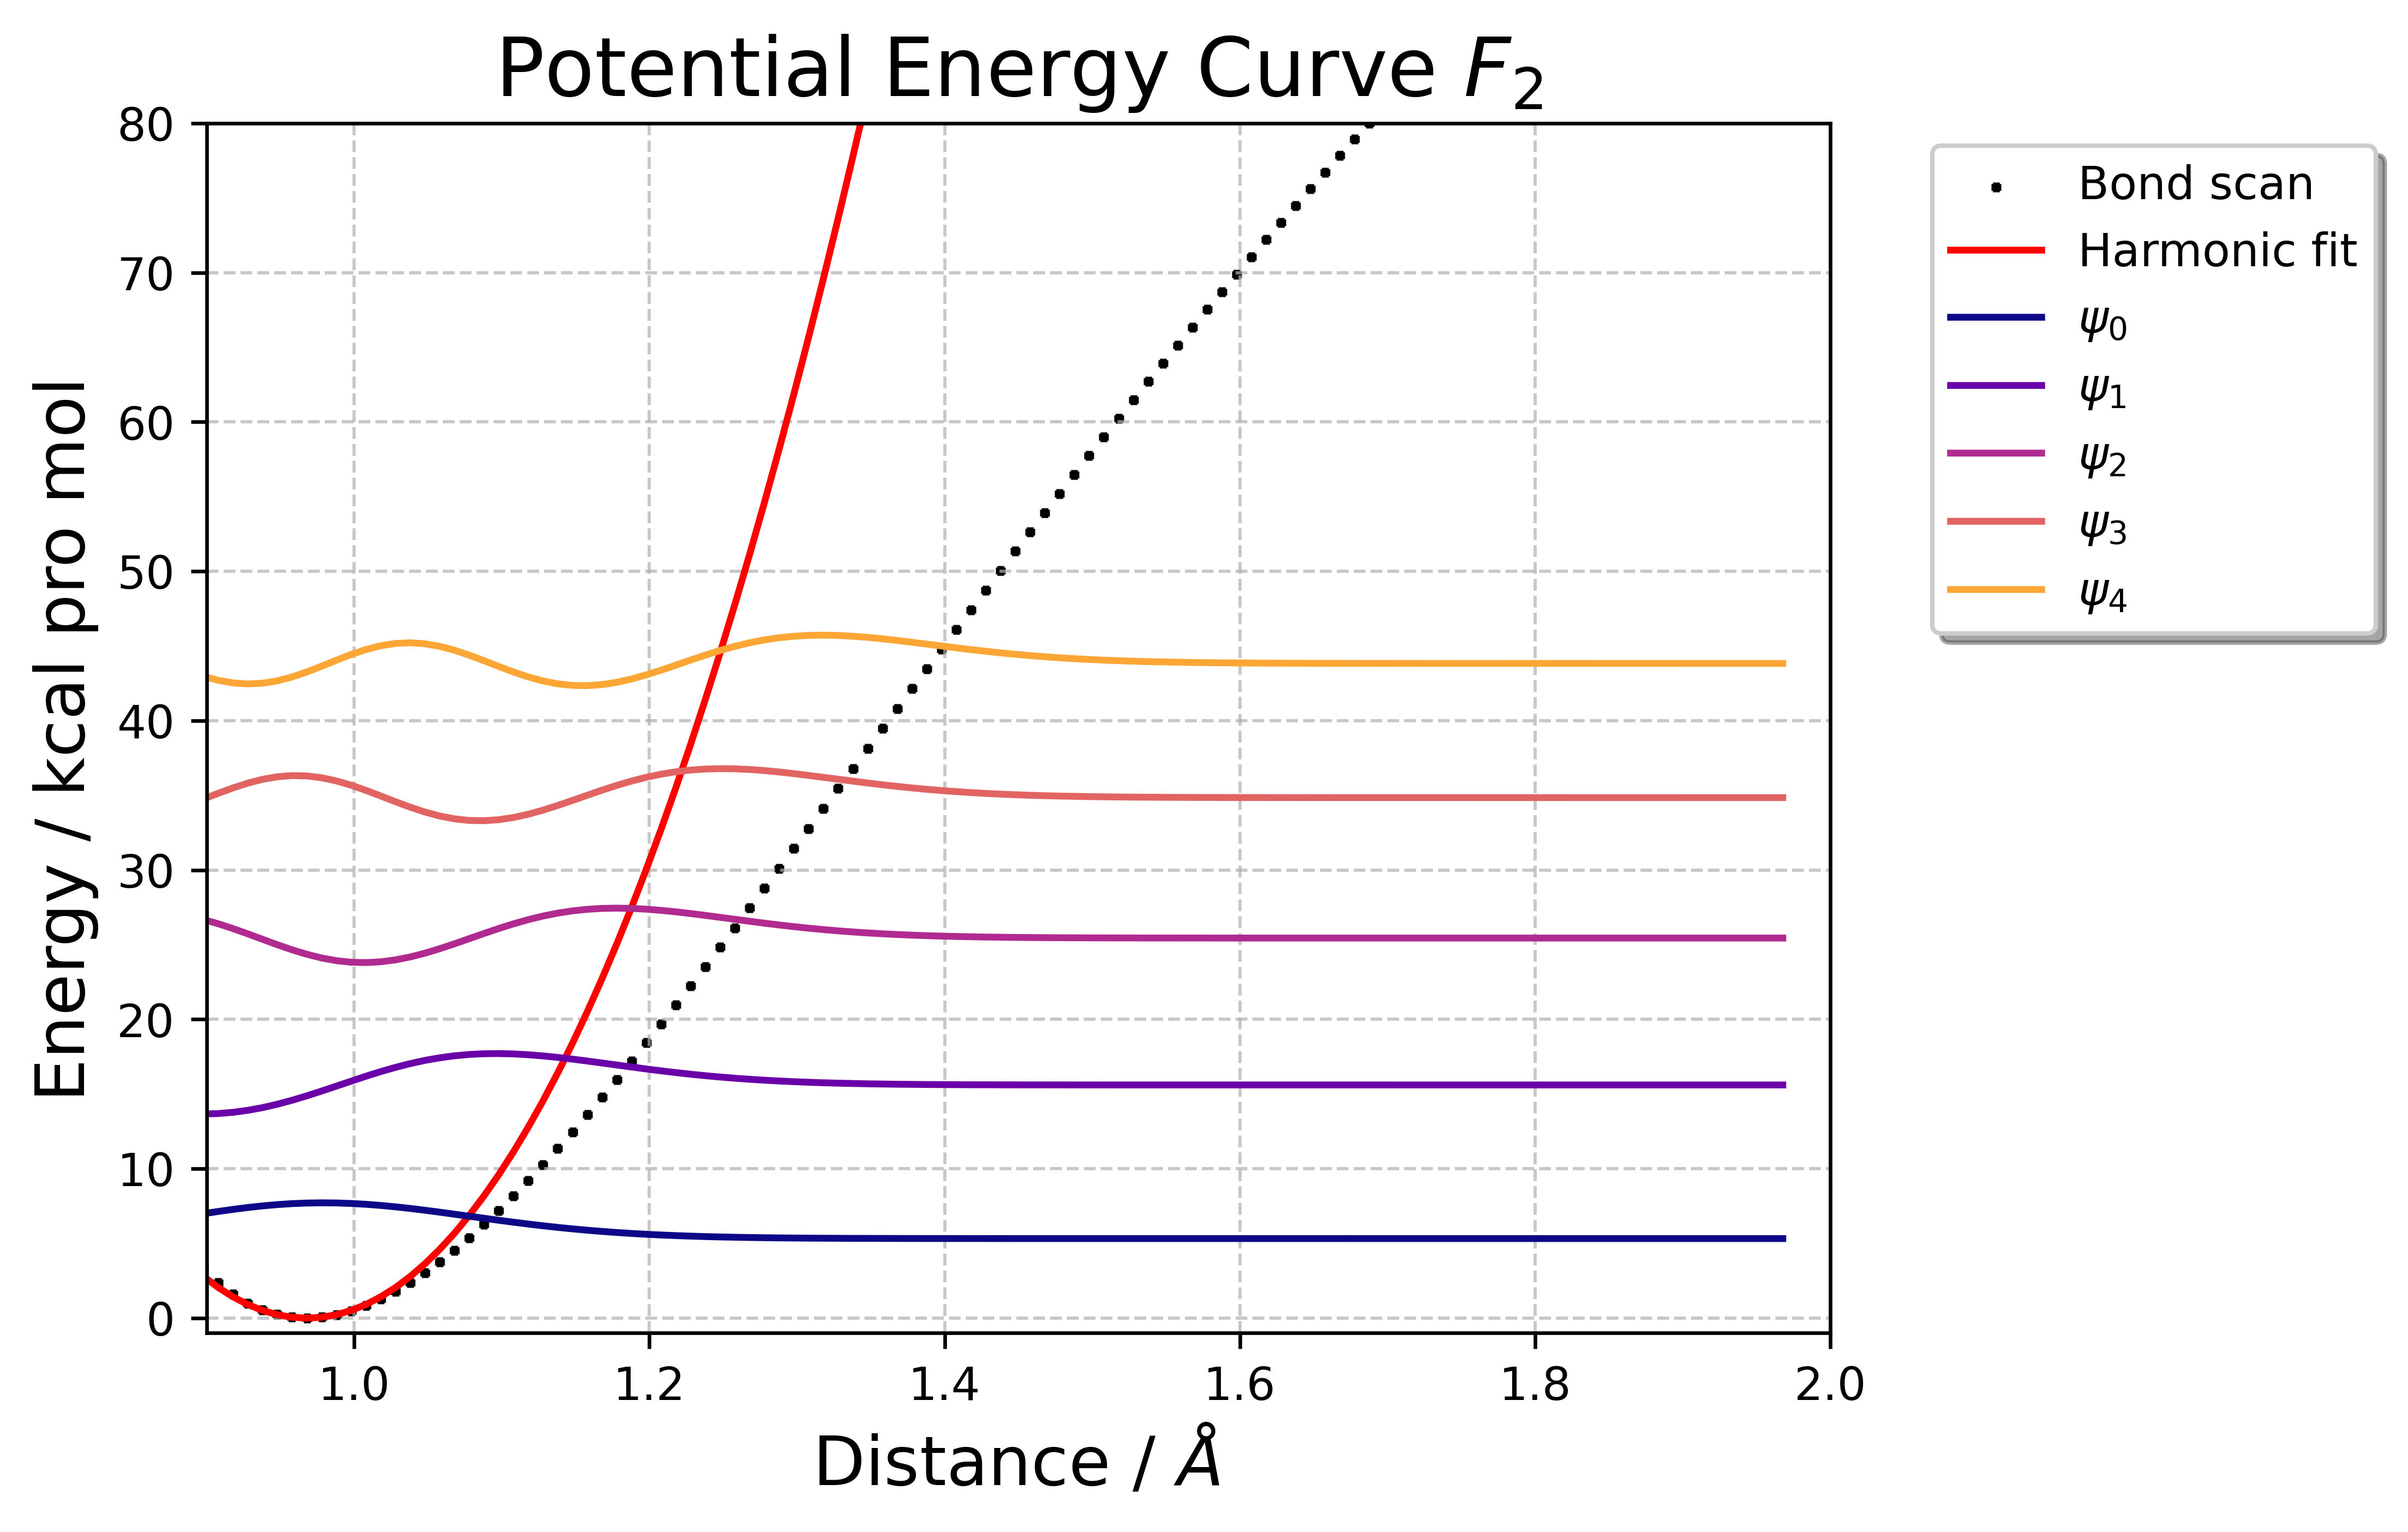 Potential Energy Curve F₂
80
70
60
50
40
30
20
10
0
Energy / kcal pro mol
1.0 1.2 1.4 1.6 1.8 2.0
Distance / Å
Bond scan
Harmonic fit
ψ₀
ψ₁
ψ₂
ψ₃
ψ₄